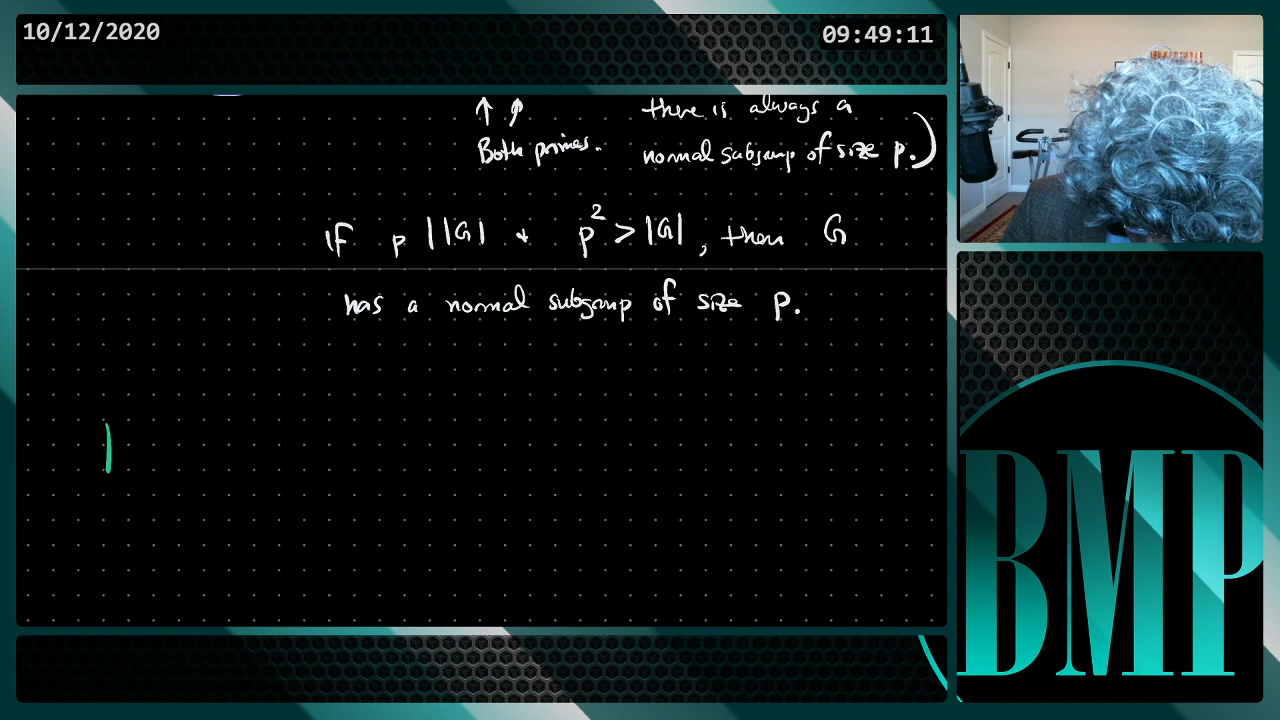 10/12/2020
09:49:11
there is always a
Both primes.
normal subgroup of size p.)
If p | |G| + p² > |G|, then G
has a normal subgroup of size p.
BMP